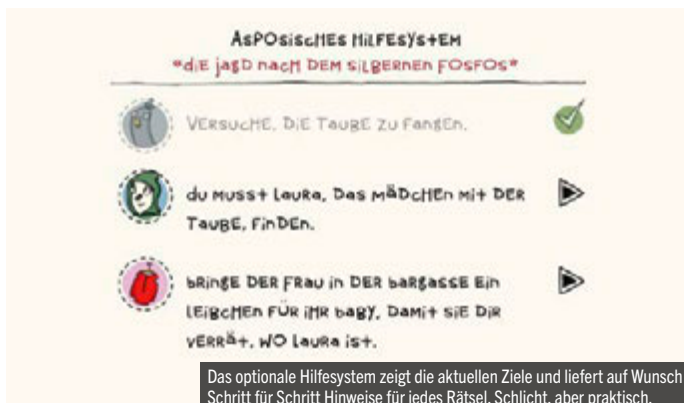 ASPOSISCHES HILFESYSTEM
*DIE JAGD NACH DEM SILBERNEN FOSFOS*
VERSUCHE, DIE TAUBE ZU FANGEN.
DU MUSST LAURA, DAS MÄDCHEN MIT DER
TAUBE, FINDEN.
BRINGE DER FRAU IN DER BARGASSE EIN
LEIBCHEN FÜR IHR BABY, DAMIT SIE DIR
VERRÄT, WO LAURA IST.
Das optionale Hilfesystem zeigt die aktuellen Ziele und liefert auf Wunsch
Schritt für Schritt Hinweise für jedes Rätsel. Schlicht, aber praktisch.